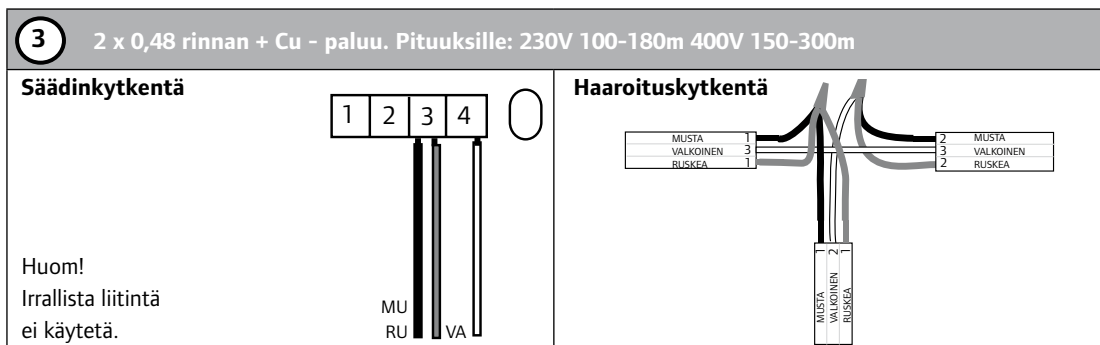 3 2 x 0,48 rinnan + Cu - paluu. Pituuksille: 230V 100-180m 400V 150-300m
Säädinkytkentä
1 2 3 4
Huom!
Irrallista liitintä
ei käytetä.
MU
RU VA
Haaroituskytkentä
MUSTA 1
VALKOINEN 3
RUSKEA 1
2 MUSTA
3 VALKOINEN
2 RUSKEA
MUSTA 1
VALKOINEN 2
RUSKEA 1